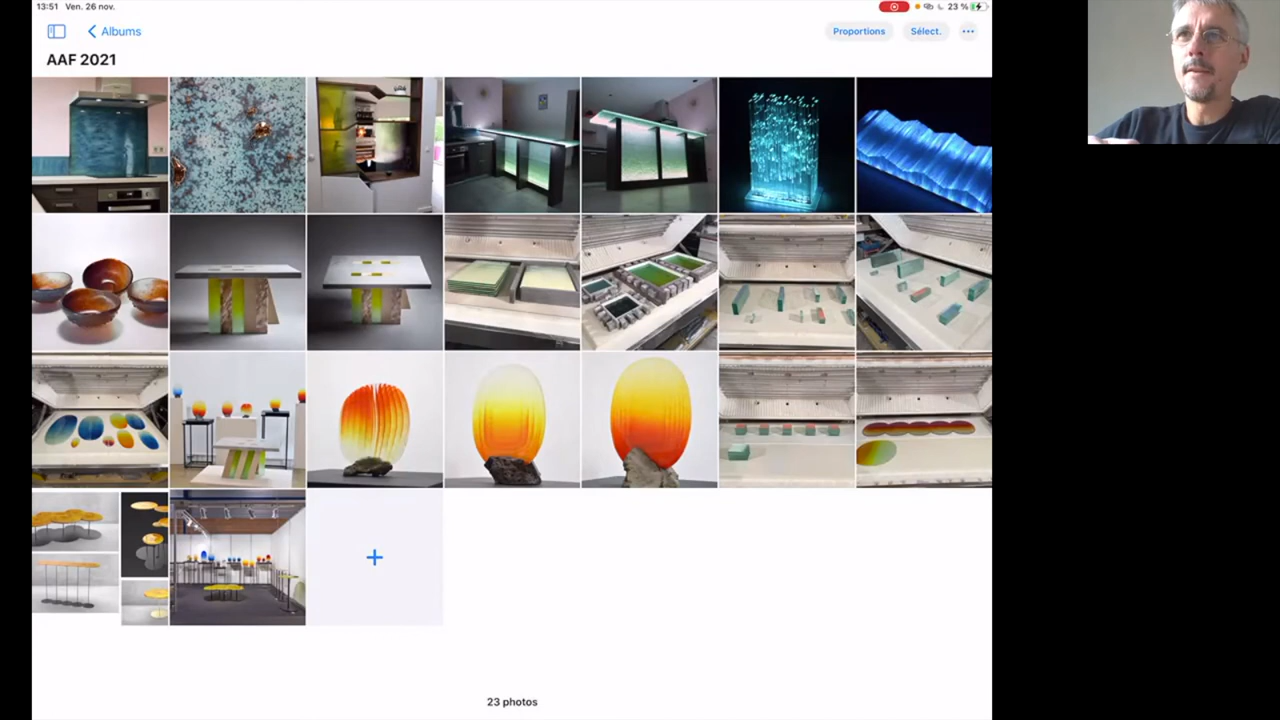 13:51 Ven. 26 nov.
23 %
Albums
Proportions
Sélect.
AAF 2021
23 photos